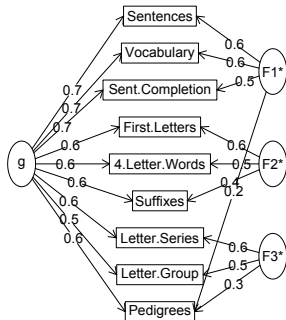 Sentences
0.6
Vocabulary
0.6
F1*
0.7
0.5
Sent.Completion
0.7
0.7
First.Letters
0.6
0.6
0.2
g
0.6
4.Letter.Words
0.5
F2*
0.6
0.4
Suffixes
0.6
Letter.Series
0.6
0.5
F3*
Letter.Group
0.5
0.6
0.3
Pedigrees